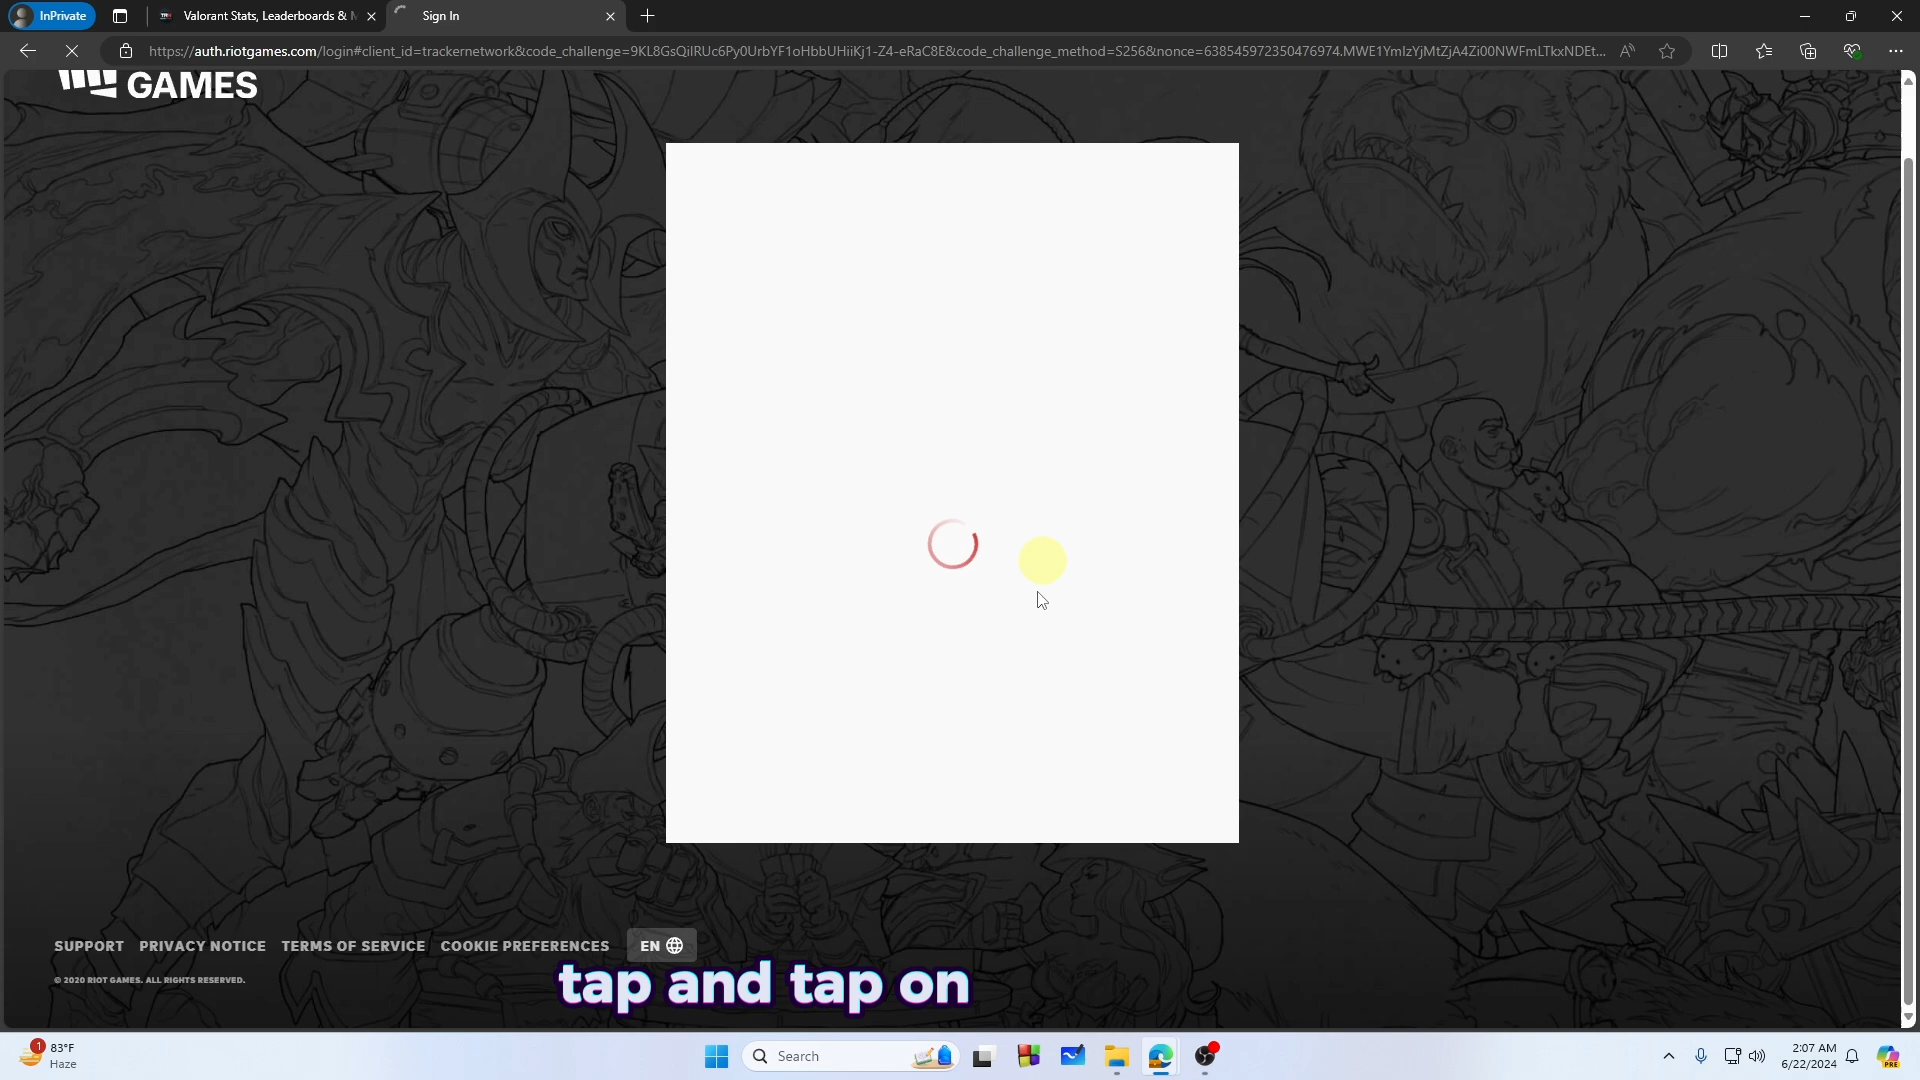 InPrivate
Valorant Stats, Leaderboards & M
Sign In
https://auth.riotgames.com/login#client_id=trackernetwork&code_challenge=9KL8GsQiIRUc6Py0UrbYF1oHbbUHiiKj1-Z4-eRaC8E&code_challenge_method=S256&nonce=638545972350476974.MWE1YmIzYjMtZjA4Zi00NWFmLTkxNDEt...
GAMES
SUPPORT PRIVACY NOTICE TERMS OF SERVICE COOKIE PREFERENCES EN
© 2020 RIOT GAMES. ALL RIGHTS RESERVED.
tap and tap on
1
83°F
Haze
Search
2:07 AM
6/22/2024
PRE